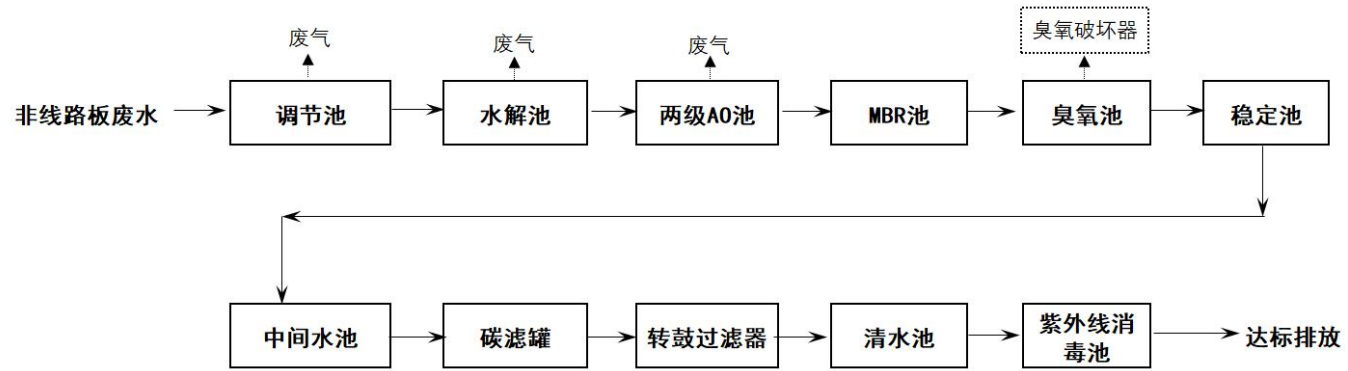 废气
废气
废气
臭氧破坏器
非线路板废水
调节池
水解池
两级AO池
MBR池
臭氧池
稳定池
中间水池
碳滤罐
转鼓过滤器
清水池
紫外线消
毒池
达标排放